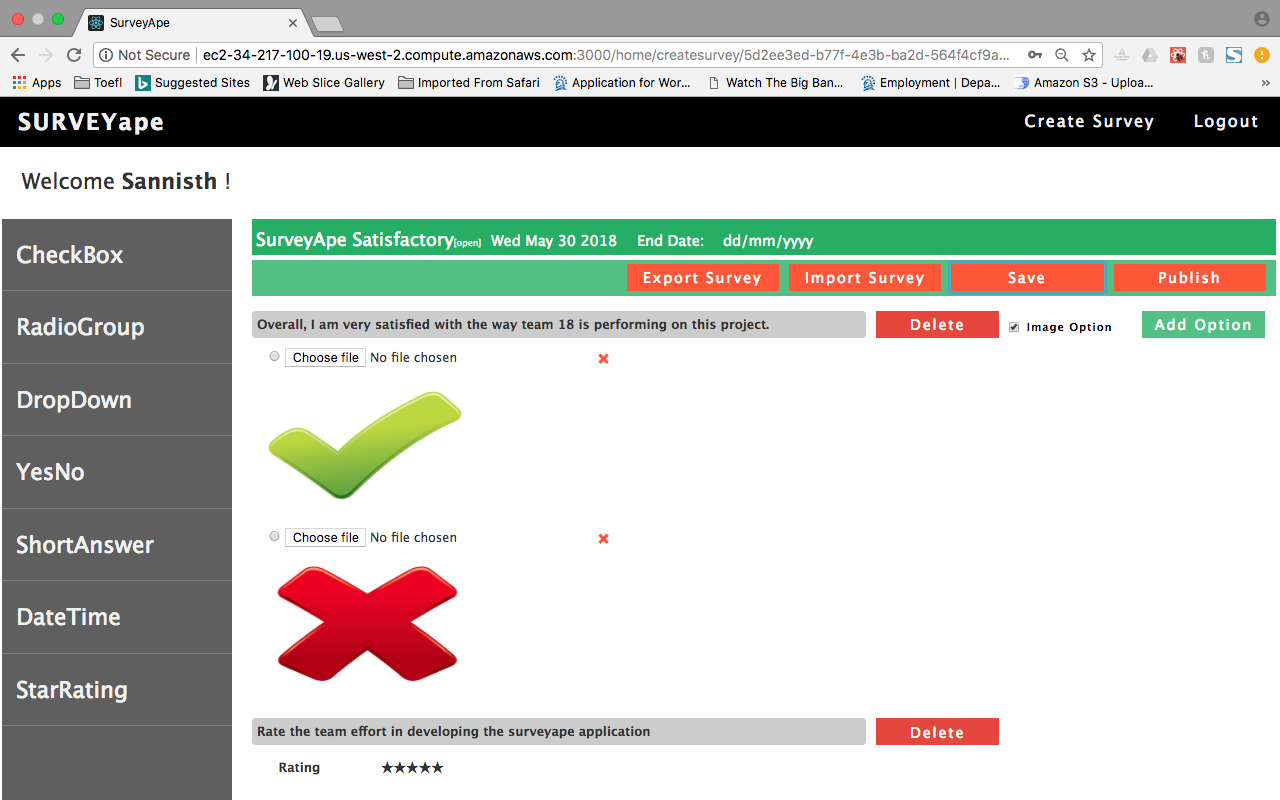 SurveyApe
Not Secure ec2-34-217-100-19.us-west-2.compute.amazonaws.com:3000/home/createsurvey/5d2ee3ed-b77f-4e3b-ba2d-564f4cf9a...
Apps Toefl Suggested Sites Web Slice Gallery Imported From Safari Application for Wor... Watch The Big Ban... Employment | Depa... Amazon S3 - Uploa... »
SURVEYape Create Survey Logout
Welcome Sannisth !
CheckBox
RadioGroup
DropDown
YesNo
ShortAnswer
DateTime
StarRating
SurveyApe Satisfactory[open] Wed May 30 2018 End Date: dd/mm/yyyy
Export Survey Import Survey Save Publish
Overall, I am very satisfied with the way team 18 is performing on this project. Delete Image Option Add Option
Choose file No file chosen
Choose file No file chosen
Rate the team effort in developing the surveyape application Delete
Rating ★★★★★